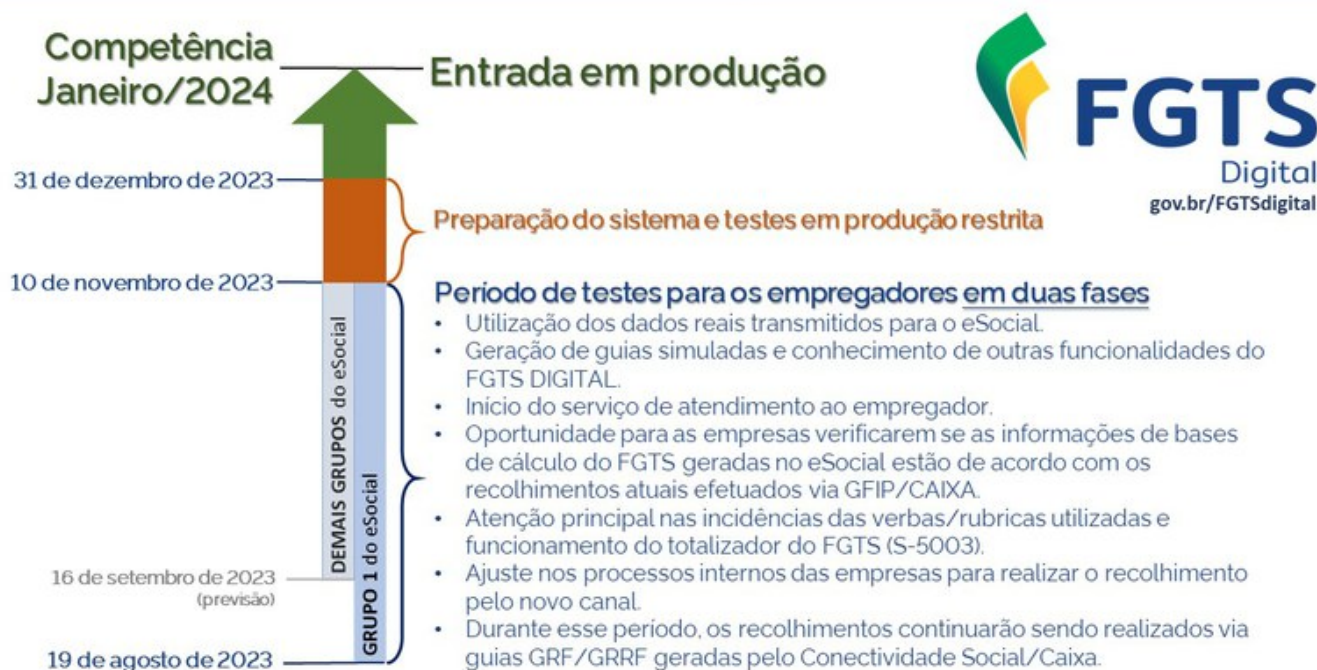 Competência
Janeiro/2024
Entrada em produção
FGTS
Digital
gov.br/FGTSdigital
31 de dezembro de 2023
Preparação do sistema e testes em produção restrita
10 de novembro de 2023
Período de testes para os empregadores em duas fases
• Utilização dos dados reais transmitidos para o eSocial.
• Geração de guias simuladas e conhecimento de outras funcionalidades do
FGTS DIGITAL.
• Início do serviço de atendimento ao empregador.
• Oportunidade para as empresas verificarem se as informações de bases
de cálculo do FGTS geradas no eSocial estão de acordo com os
recolhimentos atuais efetuados via GFIP/CAIXA.
• Atenção principal nas incidências das verbas/rubricas utilizadas e
funcionamento do totalizador do FGTS (S-5003).
• Ajuste nos processos internos das empresas para realizar o recolhimento
pelo novo canal.
• Durante esse período, os recolhimentos continuarão sendo realizados via
guias GRF/GRRF geradas pelo Conectividade Social/Caixa.
DEMAIS GRUPOS do eSocial
GRUPO 1 do eSocial
16 de setembro de 2023
(previsão)
19 de agosto de 2023